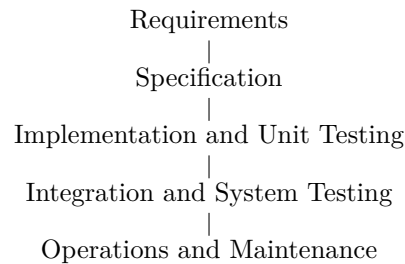 Requirements
Specification
Implementation and Unit Testing
Integration and System Testing
Operations and Maintenance